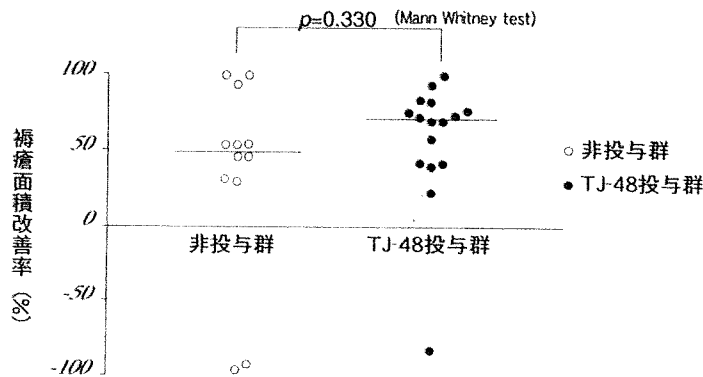 p=0.330 (Mann Whitney test)
100
50
0
-50
-100
褥瘡面積改善率 (%)
非投与群
TJ-48投与群
○ 非投与群
● TJ-48投与群